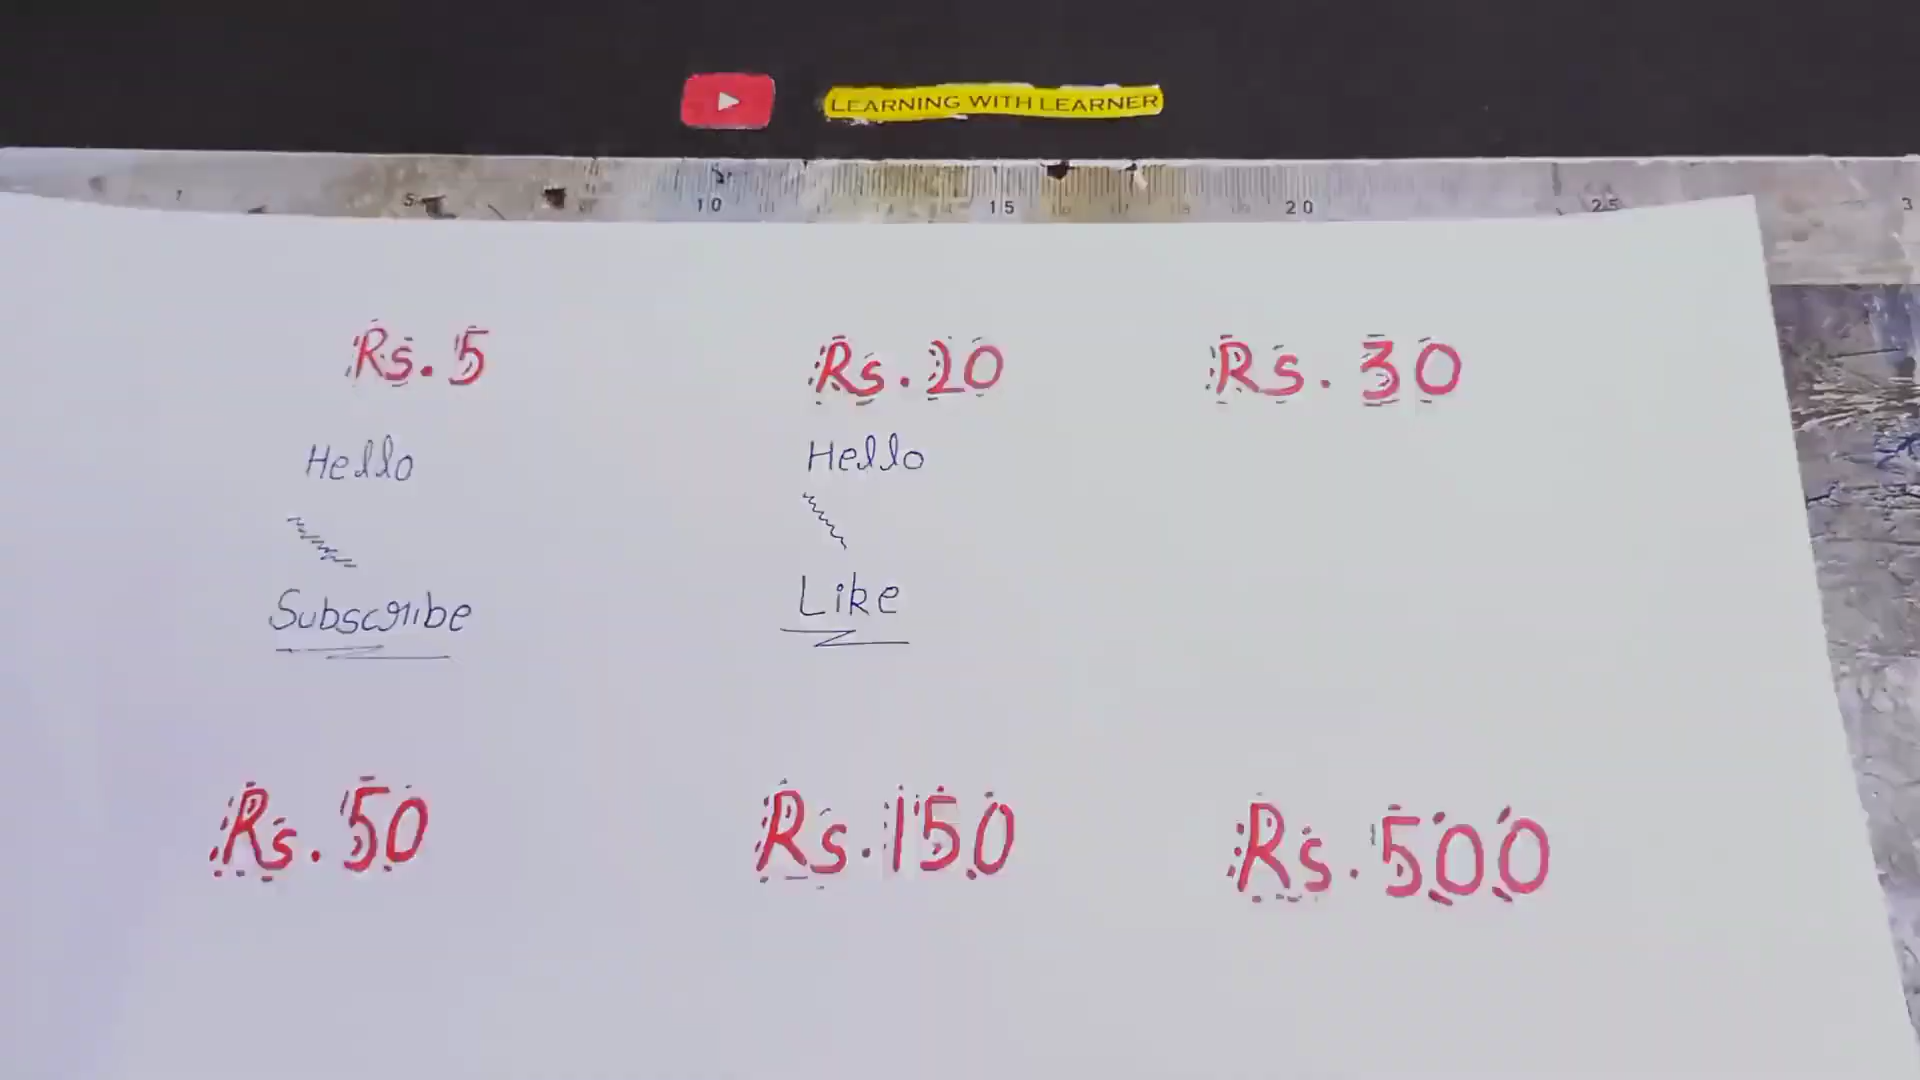 LEARNING WITH LEARNER
5 10 15 20 25
Rs. 5 Rs. 20 Rs. 30
Hello Hello
Subscribe Like
Rs. 50 Rs. 150 Rs. 500